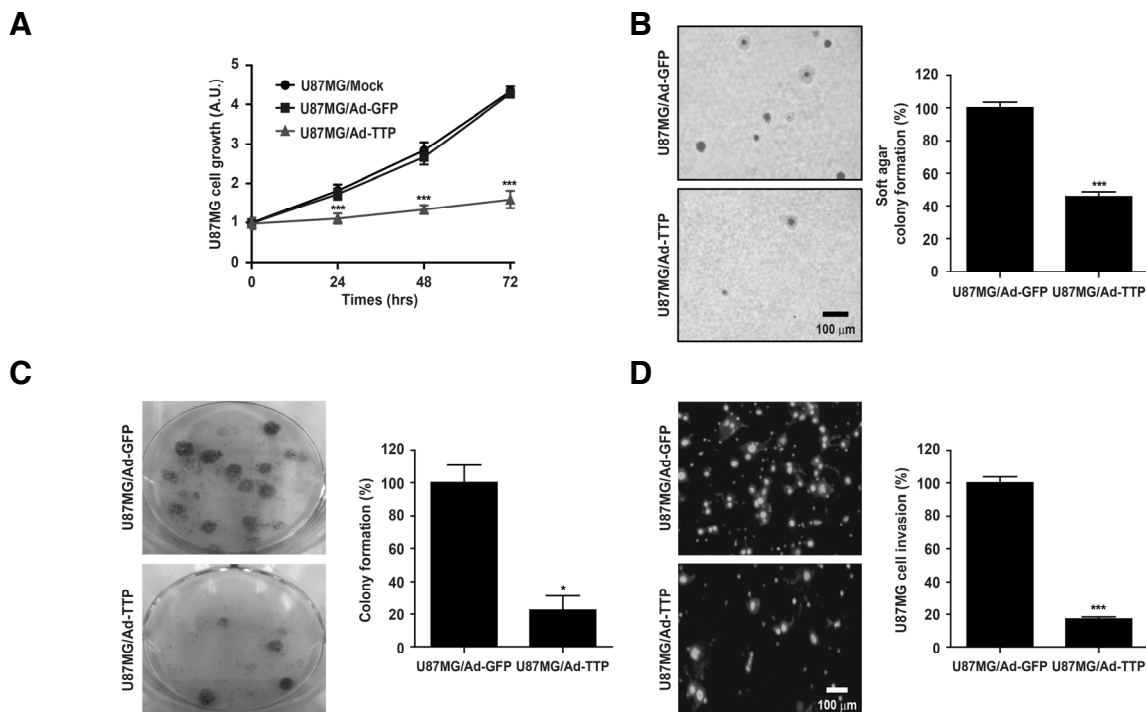 A
U87MG cell growth (A.U.)
5
4
3
2
1
0
U87MG/Mock
U87MG/Ad-GFP
U87MG/Ad-TTP
***
***
***
0 24 48 72
Times (hrs)
B
U87MG/Ad-GFP
U87MG/Ad-TTP
100 μm
Soft agar
colony formation (%)
120
100
80
60
40
20
0
***
U87MG/Ad-GFP U87MG/Ad-TTP
C
U87MG/Ad-GFP
U87MG/Ad-TTP
Colony formation (%)
120
100
80
60
40
20
0
*
U87MG/Ad-GFP U87MG/Ad-TTP
D
U87MG/Ad-GFP
U87MG/Ad-TTP
100 μm
U87MG cell invasion (%)
120
100
80
60
40
20
0
***
U87MG/Ad-GFP U87MG/Ad-TTP